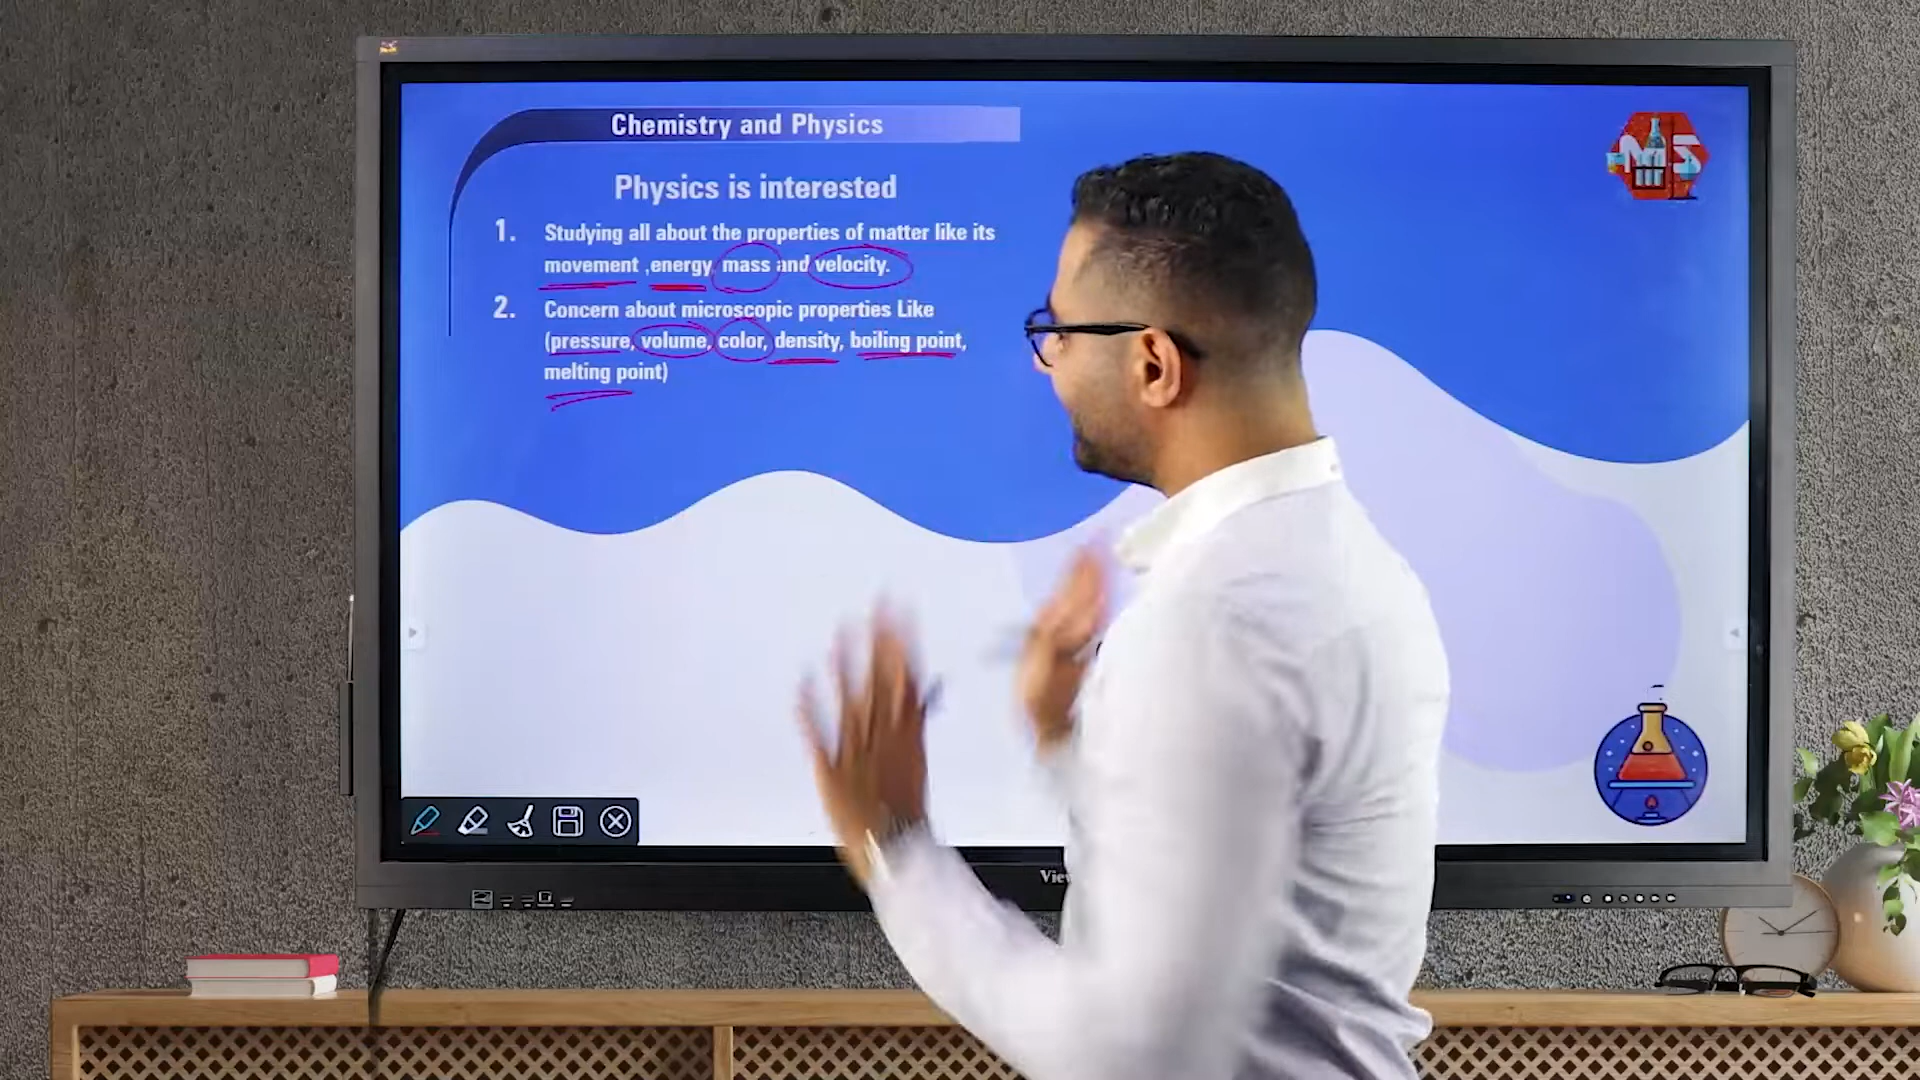 Chemistry and Physics
Physics is interested
1. Studying all about the properties of matter like its
movement ,energy, mass and velocity.
2. Concern about microscopic properties Like
(pressure, volume, color, density, boiling point,
melting point)
MS